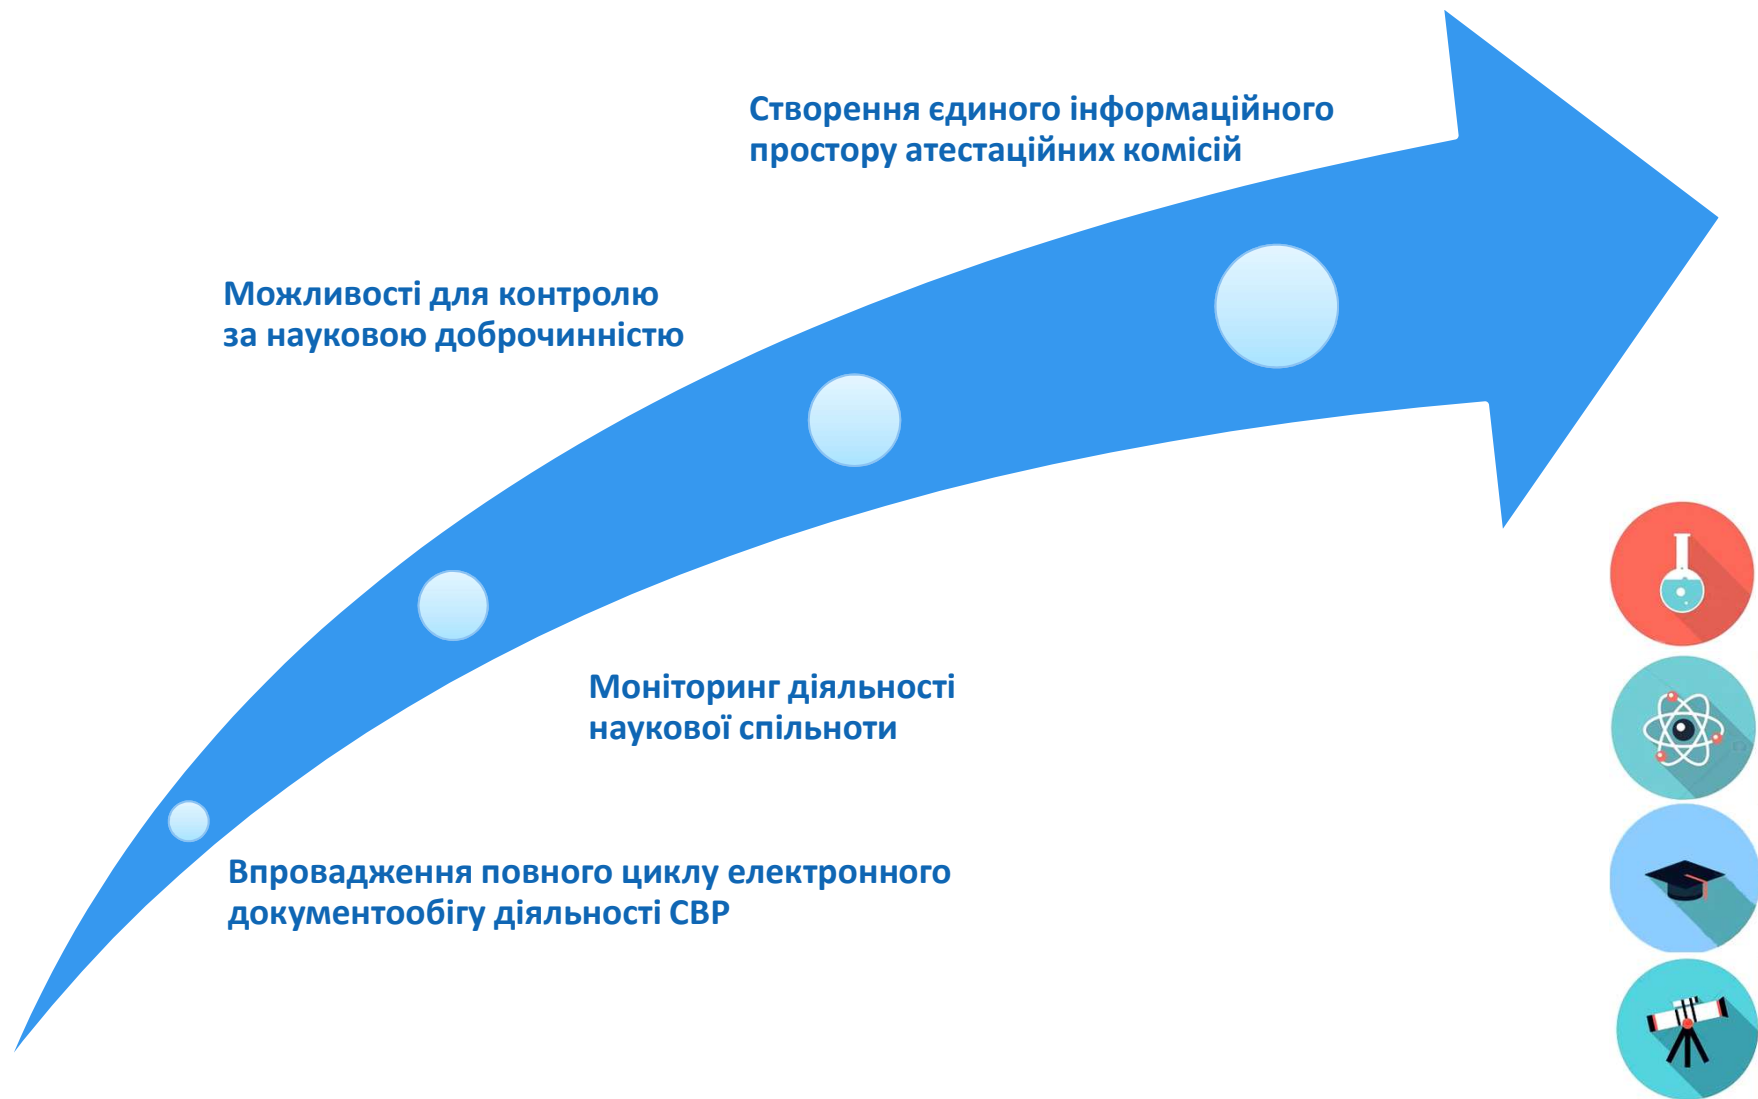 Створення єдиного інформаційного
простору атестаційних комісій
Можливості для контролю
за науковою доброчинністю
Моніторинг діяльності
наукової спільноти
Впровадження повного циклу електронного
документообігу діяльності СВР